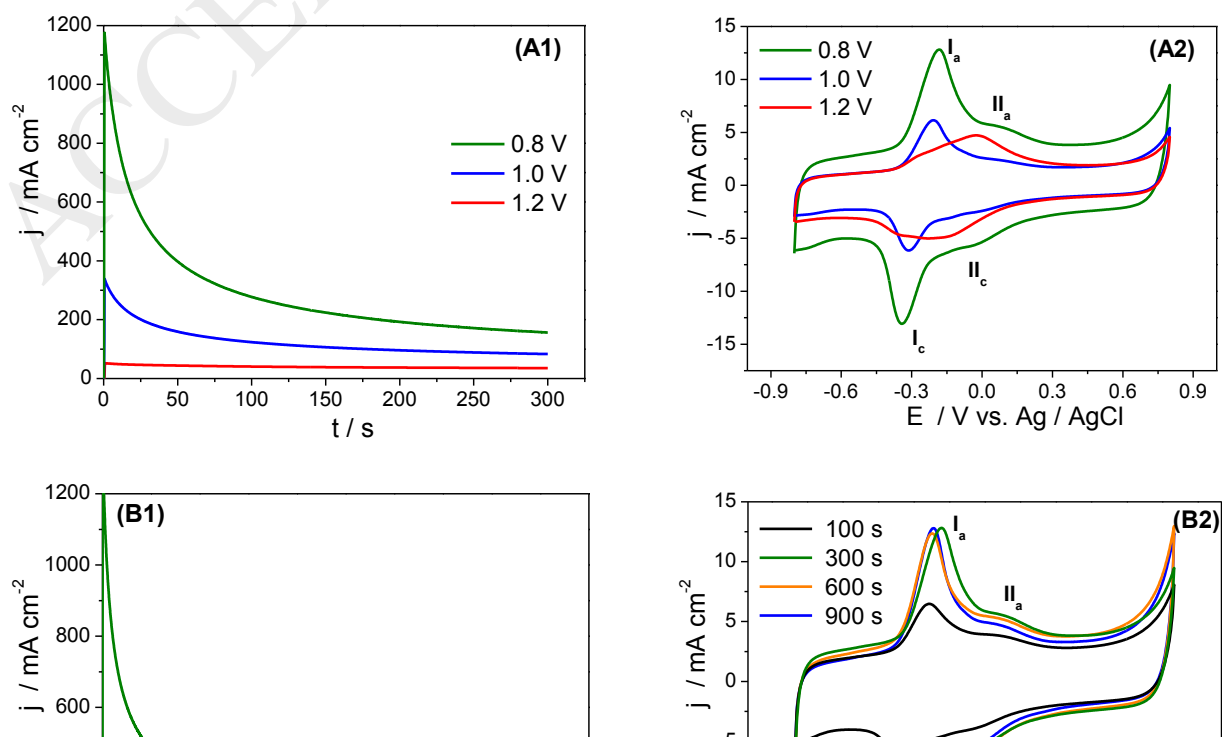 ACCE
(A1)
1200
1000
800
600
400
200
0
j / mA cm-2
0.8 V
1.0 V
1.2 V
0 50 100 150 200 250 300
t / s
(A2)
15
10
5
0
-5
-10
-15
j / mA cm-2
0.8 V
1.0 V
1.2 V
Ia
IIa
IIc
Ic
-0.9 -0.6 -0.3 0.0 0.3 0.6 0.9
E / V vs. Ag / AgCl
(B1)
1200
1000
800
600
j / mA cm-2
(B2)
15
10
5
0
-5
j / mA cm-2
100 s
300 s
600 s
900 s
Ia
IIa